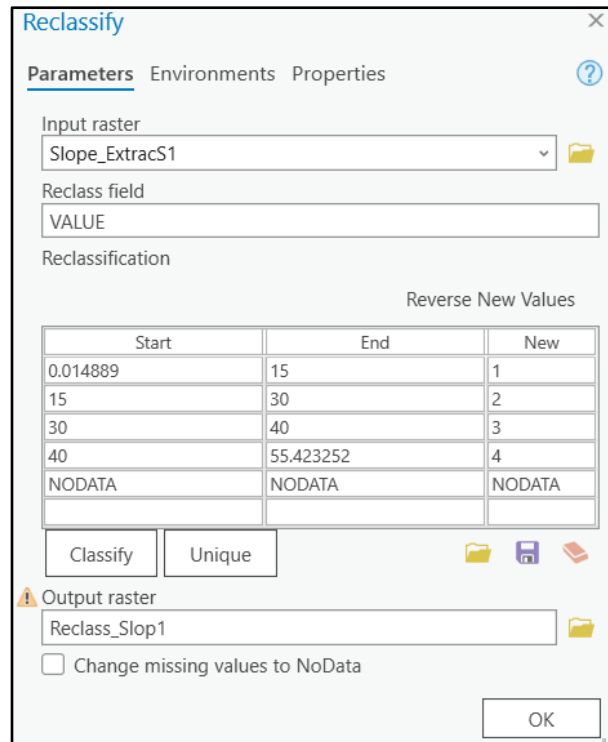 Reclassify
Parameters Environments Properties
Input raster
Slope_ExtracS1
Reclass field
VALUE
Reclassification
Reverse New Values
Start End New
0.014889 15 1
15 30 2
30 40 3
40 55.423252 4
NODATA NODATA NODATA
Classify Unique
Output raster
Reclass_Slop1
Change missing values to NoData
OK